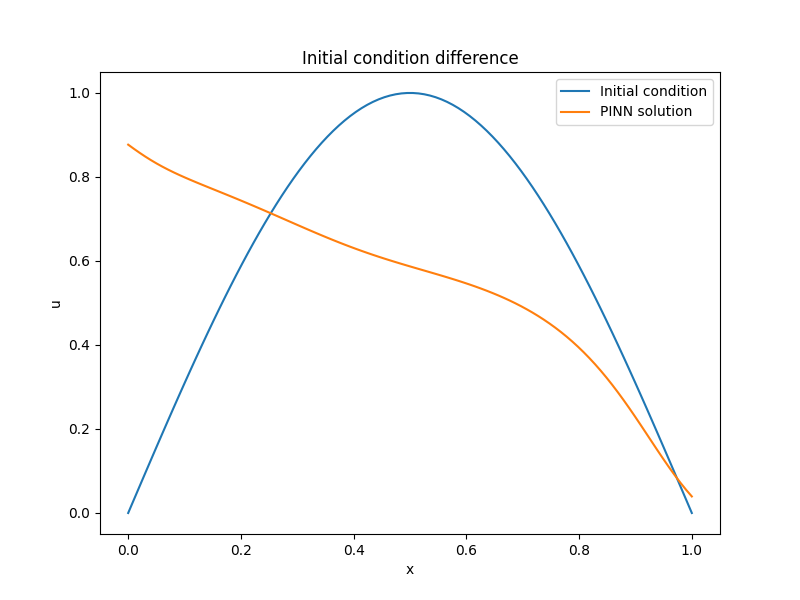 Initial condition difference
Initial condition
PINN solution
1.0
0.8
0.6
0.4
0.2
0.0
u
0.0 0.2 0.4 0.6 0.8 1.0
x